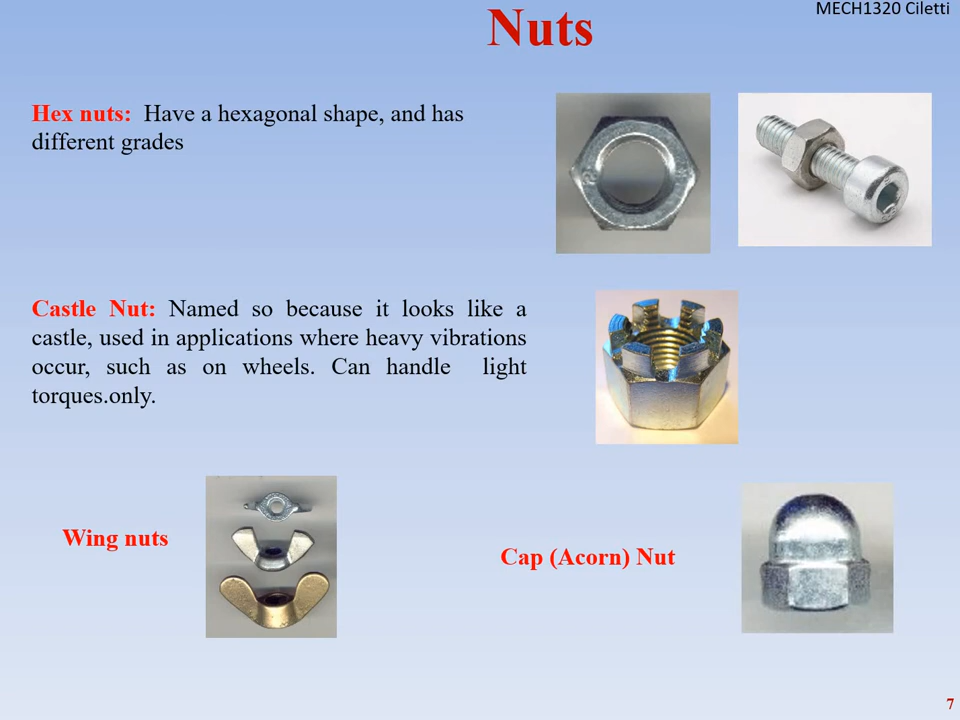 MECH1320 Ciletti
Nuts
Hex nuts: Have a hexagonal shape, and has
different grades
Castle Nut: Named so because it looks like a
castle, used in applications where heavy vibrations
occur, such as on wheels. Can handle light
torques.only.
Wing nuts
Cap (Acorn) Nut
7